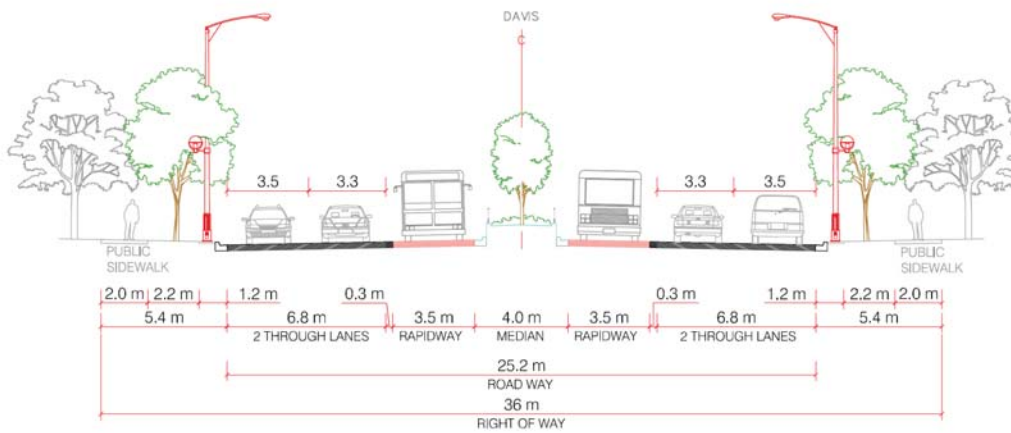 DAVIS
C
3.5 3.3 3.3 3.5
PUBLIC
SIDEWALK
PUBLIC
SIDEWALK
2.0 m 2.2 m 1.2 m 0.3 m 0.3 m 1.2 m 2.2 m 2.0 m
5.4 m 6.8 m 3.5 m 4.0 m 3.5 m 6.8 m 5.4 m
2 THROUGH LANES RAPIDWAY MEDIAN RAPIDWAY 2 THROUGH LANES
25.2 m
ROAD WAY
36 m
RIGHT OF WAY